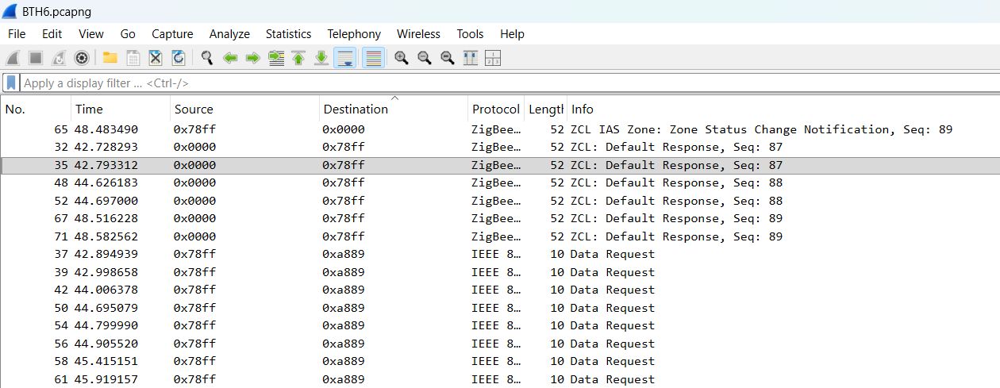 BTH6.pcapng
File Edit View Go Capture Analyze Statistics Telephony Wireless Tools Help
Apply a display filter ... <Ctrl-/>
No. Time Source Destination Protocol Length Info
65 48.483490 0x78ff 0x0000 ZigBee… 52 ZCL IAS Zone: Zone Status Change Notification, Seq: 89
32 42.728293 0x0000 0x78ff ZigBee… 52 ZCL: Default Response, Seq: 87
35 42.793312 0x0000 0x78ff ZigBee… 52 ZCL: Default Response, Seq: 87
48 44.626183 0x0000 0x78ff ZigBee… 52 ZCL: Default Response, Seq: 88
52 44.697000 0x0000 0x78ff ZigBee… 52 ZCL: Default Response, Seq: 88
67 48.516228 0x0000 0x78ff ZigBee… 52 ZCL: Default Response, Seq: 89
71 48.582562 0x0000 0x78ff ZigBee… 52 ZCL: Default Response, Seq: 89
37 42.894939 0x78ff 0xa889 IEEE 8… 10 Data Request
39 42.998658 0x78ff 0xa889 IEEE 8… 10 Data Request
42 44.006378 0x78ff 0xa889 IEEE 8… 10 Data Request
50 44.695079 0x78ff 0xa889 IEEE 8… 10 Data Request
54 44.799990 0x78ff 0xa889 IEEE 8… 10 Data Request
56 44.905520 0x78ff 0xa889 IEEE 8… 10 Data Request
58 45.415151 0x78ff 0xa889 IEEE 8… 10 Data Request
61 45.919157 0x78ff 0xa889 IEEE 8… 10 Data Request